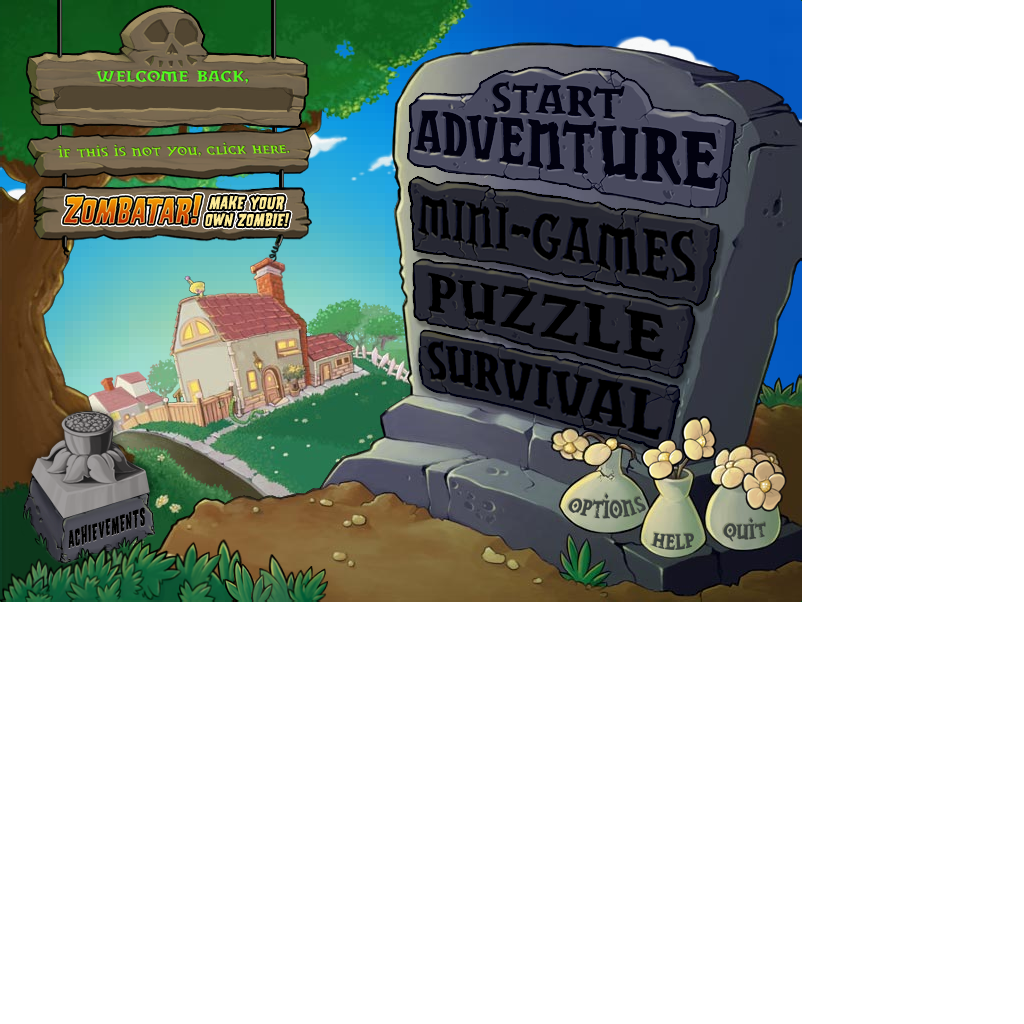 WELCOME BACK,
IF THIS IS NOT YOU, CLICK HERE.
ZOMBATAR! MAKE YOUR
OWN ZOMBIE!
START
ADVENTURE
MINI-GAMES
PUZZLE
SURVIVAL
ACHIEVEMENTS
OPTIONS
HELP
QUIT